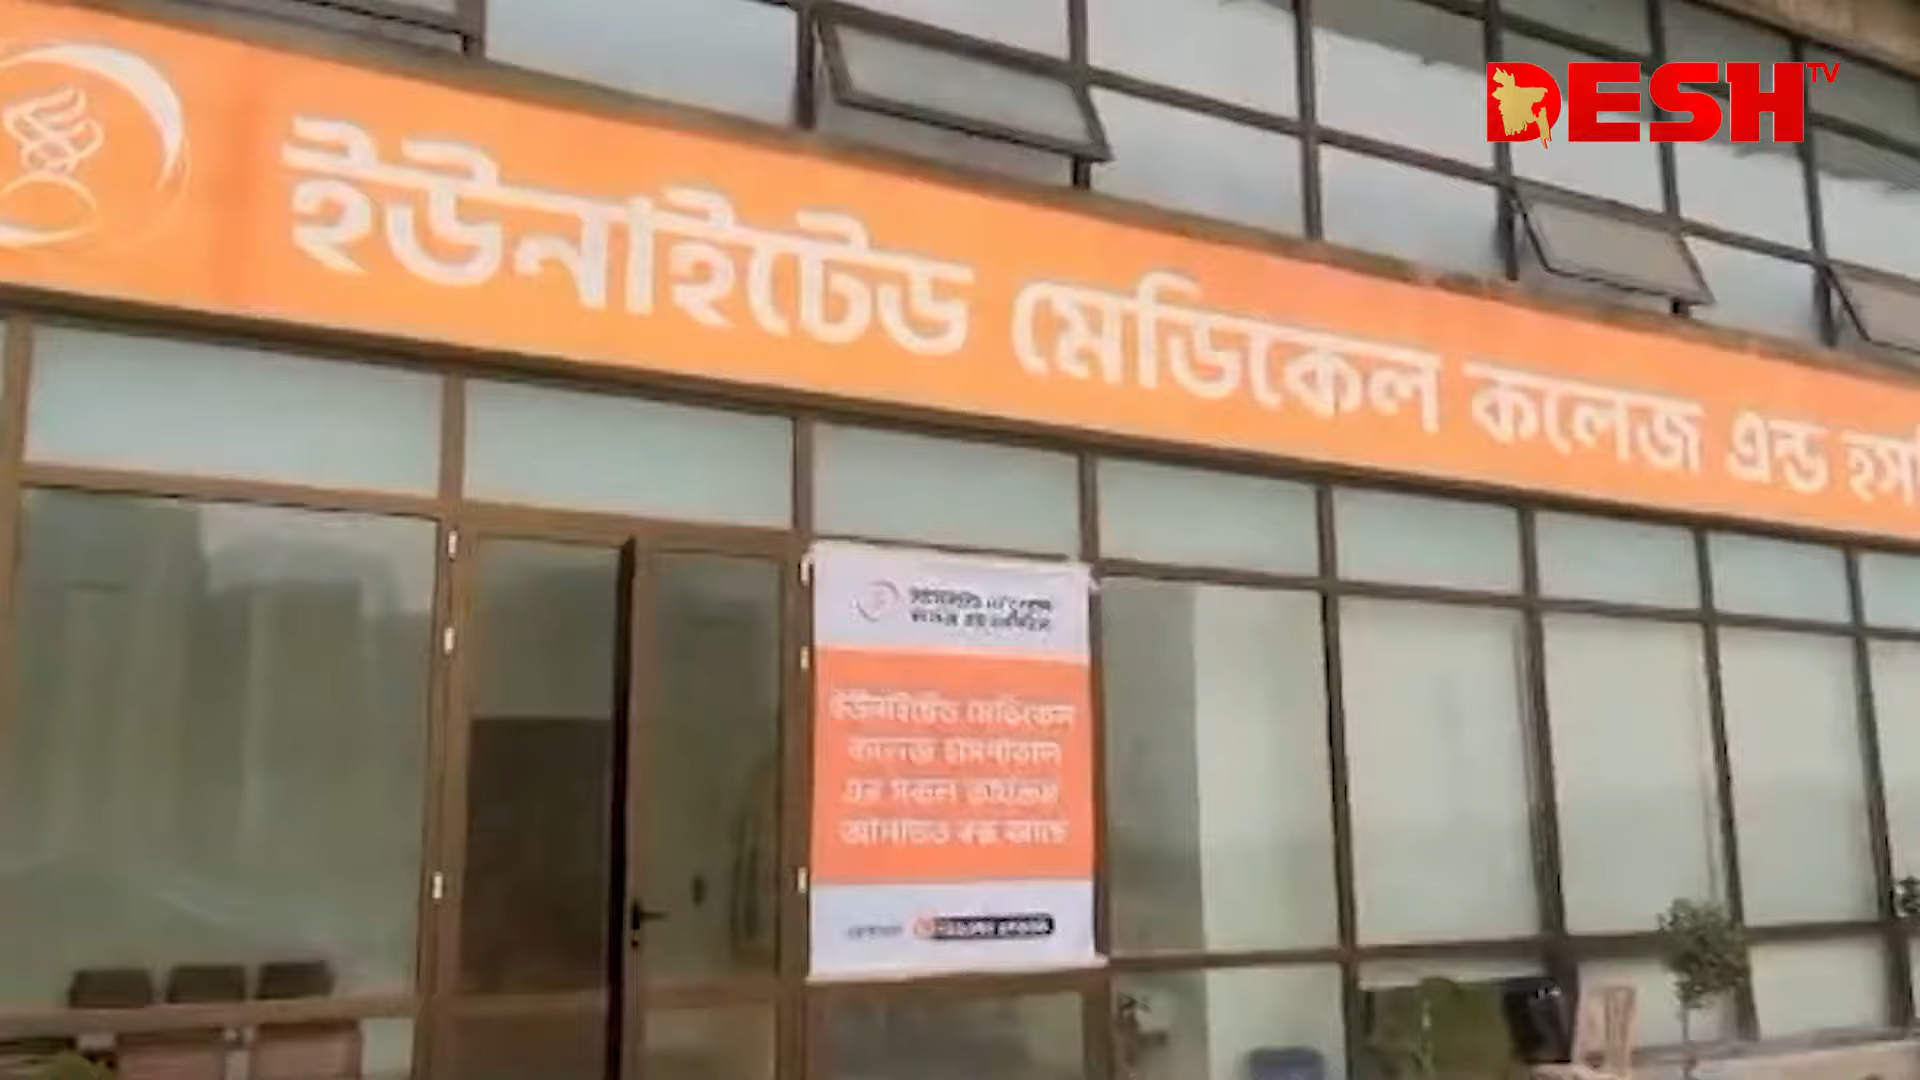 DESH TV
ইউনাইটেড মেডিকেল কলেজ এন্ড হস
ইউনাইটেড মেডিকেল
কলেজ হাসপাতাল
এর সকল কার্যক্রম
আপাতত বন্ধ আছে